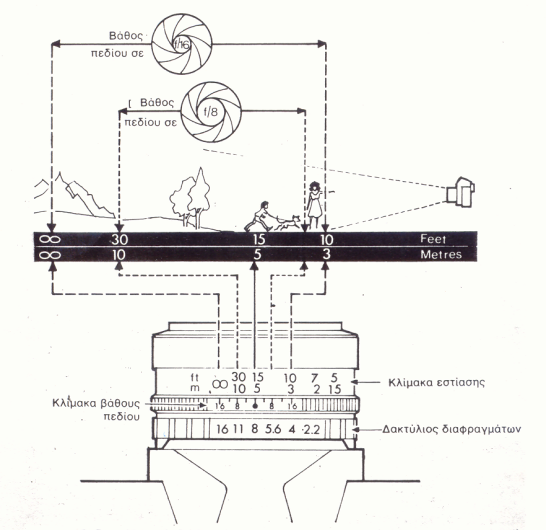 Βάθος
πεδίου σε
f/16
Βάθος
πεδίου σε
f/8
∞ 30 15 10 Feet
∞ 10 5 3 Metres
ft ∞ 30 15 10 7 5
m 10 5 3 2 15
Κλίμακα εστίασης
Κλίμακα βάθους
πεδίου
16 8 8 16
16 11 8 5.6 4 ·2.2
Δακτύλιος διαφραγμάτων